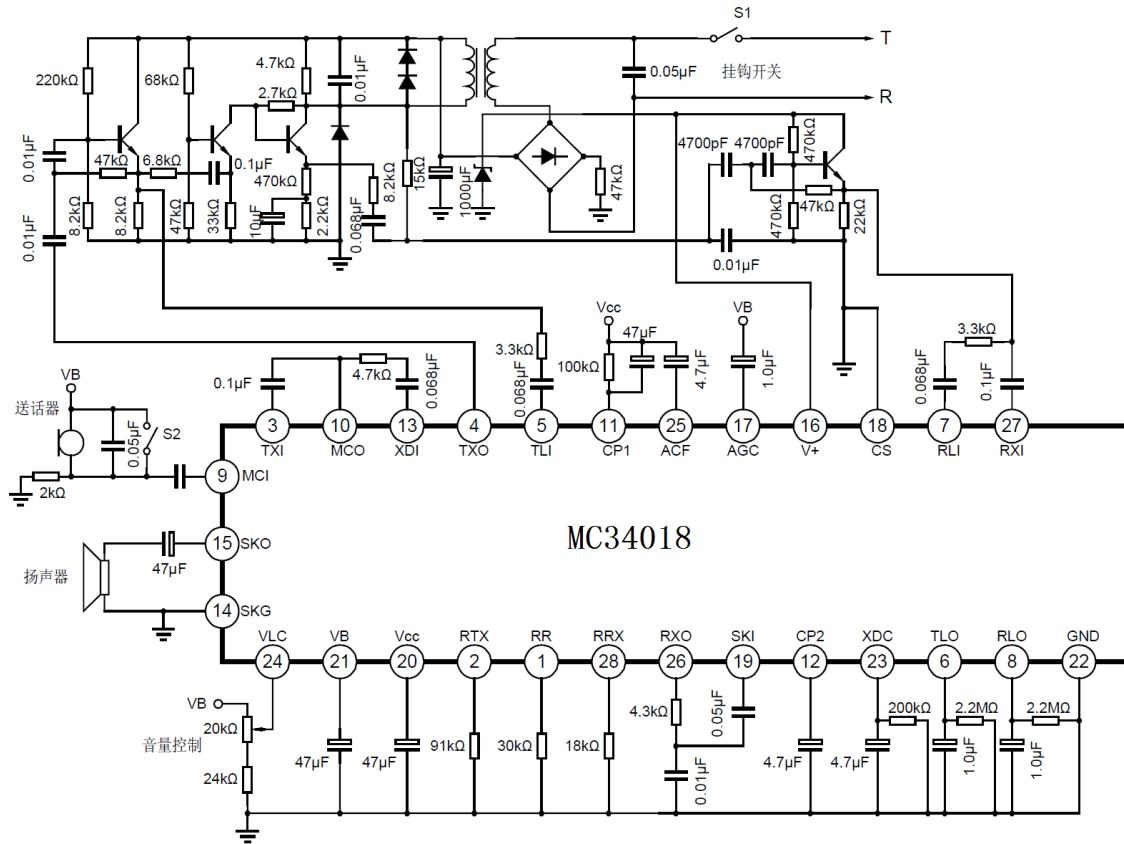 S1
T
挂钩开关
0.05μF
R
220kΩ
68kΩ
4.7kΩ
2.7kΩ
0.01μF
0.01μF
47kΩ
6.8kΩ
0.1μF
470kΩ
8.2kΩ
15kΩ
1000μF
47kΩ
4700pF
4700pF
470kΩ
47kΩ
470kΩ
22kΩ
0.01μF
0.01μF
8.2kΩ
8.2kΩ
47kΩ
33kΩ
10μF
2.2kΩ
0.068μF
Vcc
47μF
VB
100kΩ
4.7μF
1.0μF
3.3kΩ
0.068μF
3.3kΩ
0.068μF
0.1μF
0.1μF
4.7kΩ
0.068μF
VB
送话器
0.05μF
S2
2kΩ
3
10
13
4
5
11
25
17
16
18
7
27
TXI
MCO
XDI
TXO
TLI
CP1
ACF
AGC
V+
CS
RLI
RXI
9
MCI
MC34018
15
SKO
47μF
扬声器
14
SKG
VLC
VB
Vcc
RTX
RR
RRX
RXO
SKI
CP2
XDC
TLO
RLO
GND
24
21
20
2
1
28
26
19
12
23
6
8
22
VB
20kΩ
音量控制
24kΩ
47μF
47μF
91kΩ
30kΩ
18kΩ
4.3kΩ
0.05μF
0.01μF
4.7μF
4.7μF
200kΩ
1.0μF
2.2MΩ
1.0μF
2.2MΩ